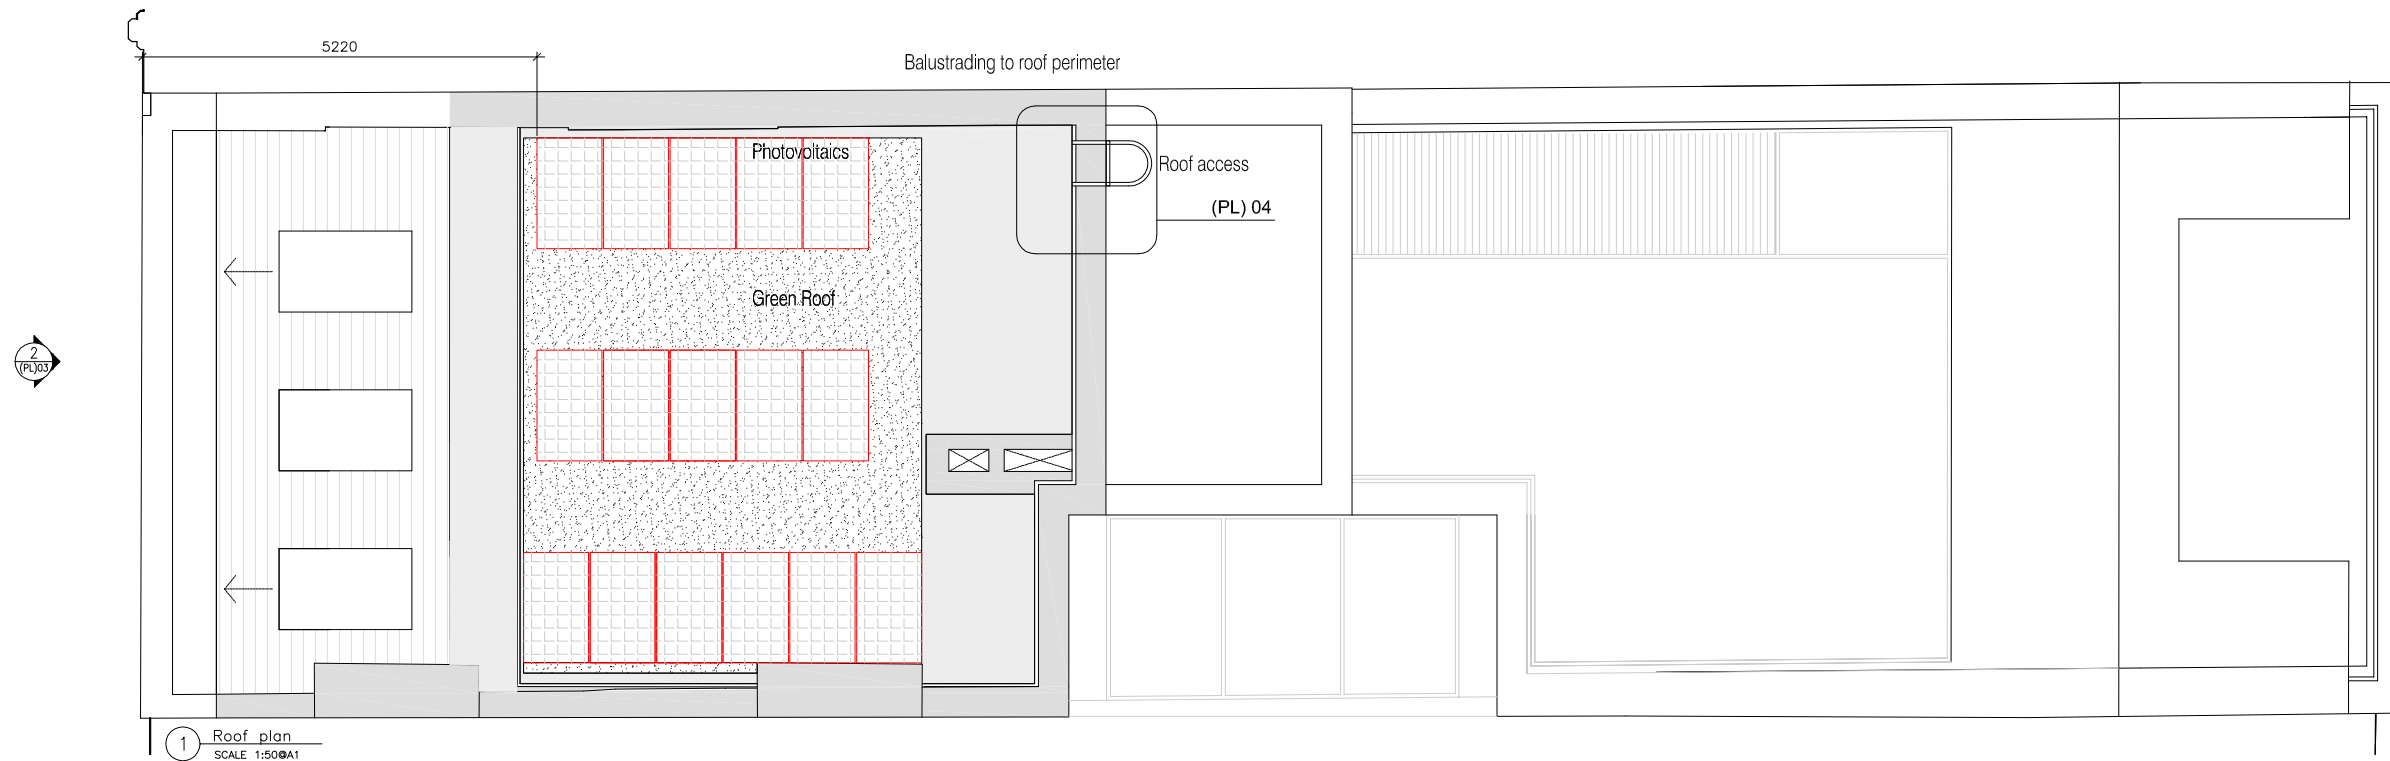 5220
Balustrading to roof perimeter
Photovoltaics
Roof access
(PL) 04
Green Roof
2
(PL)03
1
Roof plan
SCALE 1:50@A1